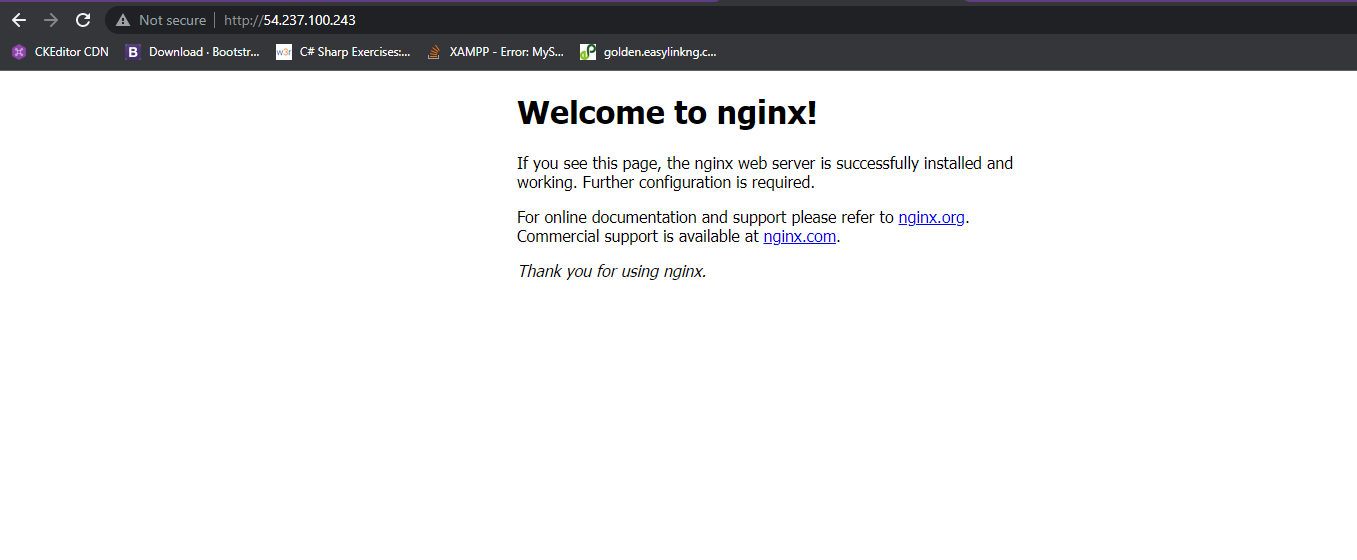 Not secure | http://54.237.100.243
CKEditor CDN B Download · Bootstr... w3r C# Sharp Exercises:... XAMPP - Error: MyS... golden.easylinkng.c...
Welcome to nginx!
If you see this page, the nginx web server is successfully installed and
working. Further configuration is required.
For online documentation and support please refer to nginx.org.
Commercial support is available at nginx.com.
Thank you for using nginx.